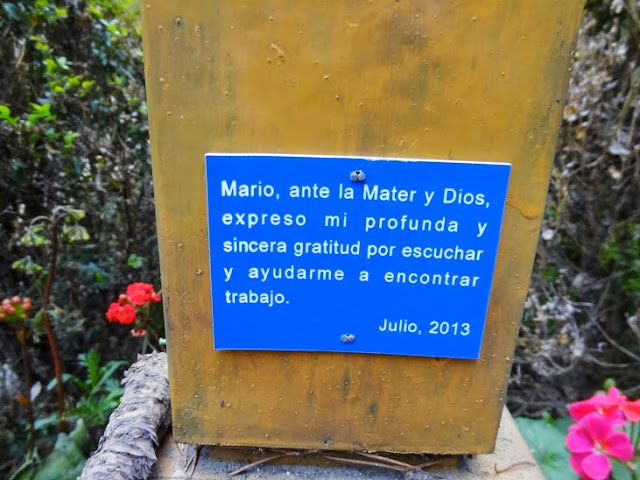 Mario, ante la Mater y Dios,
expreso mi profunda y
sincera gratitud por escuchar
y ayudarme a encontrar
trabajo.
Julio, 2013